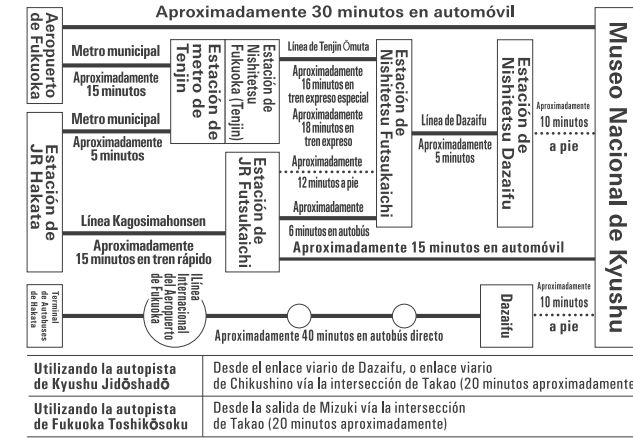 Aproximadamente 30 minutos en automóvil
Aeropuerto
de Fukuoka
Metro municipal
Aproximadamente
15 minutos
Metro municipal
Aproximadamente
5 minutos
Estación de
JR Hakata
Estación de
metro de
Tenjin
Estación de
Nishitetsu
Fukuoka (Tenjin)
Línea de Tenjin Ōmuta
Aproximadamente
16 minutos en
tren expreso especial
Aproximadamente
18 minutos en
tren expreso
Estación de
JR Futsukaichi
Aproximadamente
12 minutos a pie
Aproximadamente
6 minutos en autobús
Estación de
Nishitetsu Futsukaichi
Línea de Dazaifu
Aproximadamente
5 minutos
Estación de
Nishitetsu Dazaifu
Aproximadamente
10 minutos
a pie
Museo Nacional de Kyushu
Línea Kagosimahonsen
Aproximadamente
15 minutos en tren rápido
Aproximadamente 15 minutos en automóvil
Terminal
de Autobuses
de Hakata
lLínea
Internacional
del Aeropuerto
de Fukuoka
Aproximadamente 40 minutos en autobús directo
Dazaifu
Aproximadamente
10 minutos
a pie
Utilizando la autopista
de Kyushu Jidōshadō
Desde el enlace viario de Dazaifu, o enlace viario
de Chikushino vía la intersección de Takao (20 minutos aproximadamente
Utilizando la autopista
de Fukuoka Toshikōsoku
Desde la salida de Mizuki vía la intersección
de Takao (20 minutos aproximadamente)